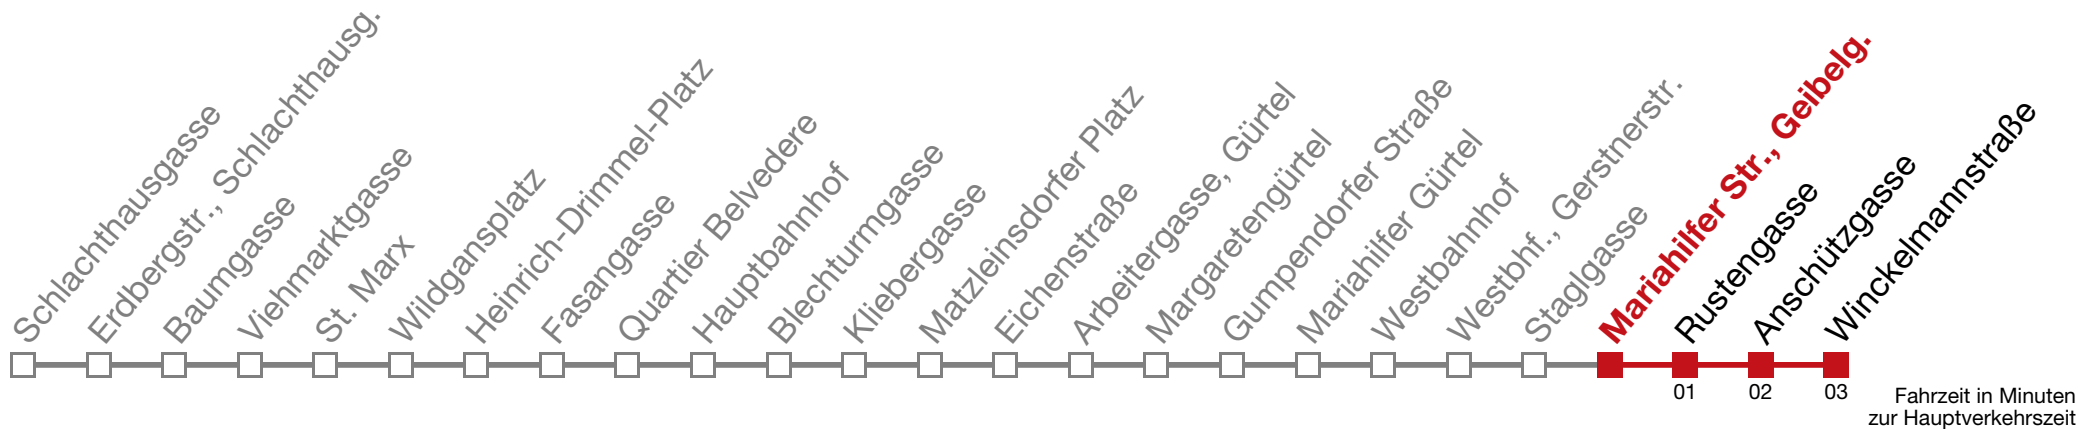 Schlachthausgasse
Erdbergstr., Schlachthausg.
Baumgasse
Viehmarktgasse
St. Marx
Wildgansplatz
Heinrich-Drimmel-Platz
Fasangasse
Quartier Belvedere
Hauptbahnhof
Blechturmgasse
Kliebergasse
Matzleinsdorfer Platz
Eichenstraße
Arbeitergasse, Gürtel
Margaretengürtel
Gumpendorfer Straße
Mariahilfer Gürtel
Westbahnhof
Westbhf., Gerstnerstr.
Staglgasse
Mariahilfer Str., Geibelg.
Rustengasse
Anschützgasse
Winckelmannstraße
01
02
03
Fahrzeit in Minuten
zur Hauptverkehrszeit